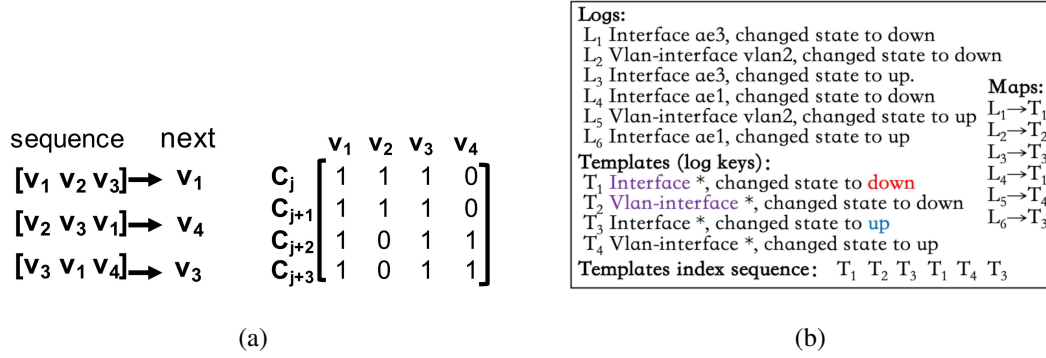 sequence next
[v1 v2 v3]→ v1
[v2 v3 v1]→ v4
[v3 v1 v4]→ v3
v1 v2 v3 v4
Cj 1 1 1 0
Cj+1 1 1 1 0
Cj+2 1 0 1 1
Cj+3 1 0 1 1
(a)
Logs:
L1 Interface ae3, changed state to down
L2 Vlan-interface vlan2, changed state to down
L3 Interface ae3, changed state to up.
L4 Interface ae1, changed state to down
L5 Vlan-interface vlan2, changed state to up
L6 Interface ae1, changed state to up
Maps:
L1→T1
L2→T2
L3→T3
L4→T1
L5→T4
L6→T3
Templates (log keys):
T1 Interface *, changed state to down
T2 Vlan-interface *, changed state to down
T3 Interface *, changed state to up
T4 Vlan-interface *, changed state to up
Templates index sequence: T1 T2 T3 T1 T4 T3
(b)